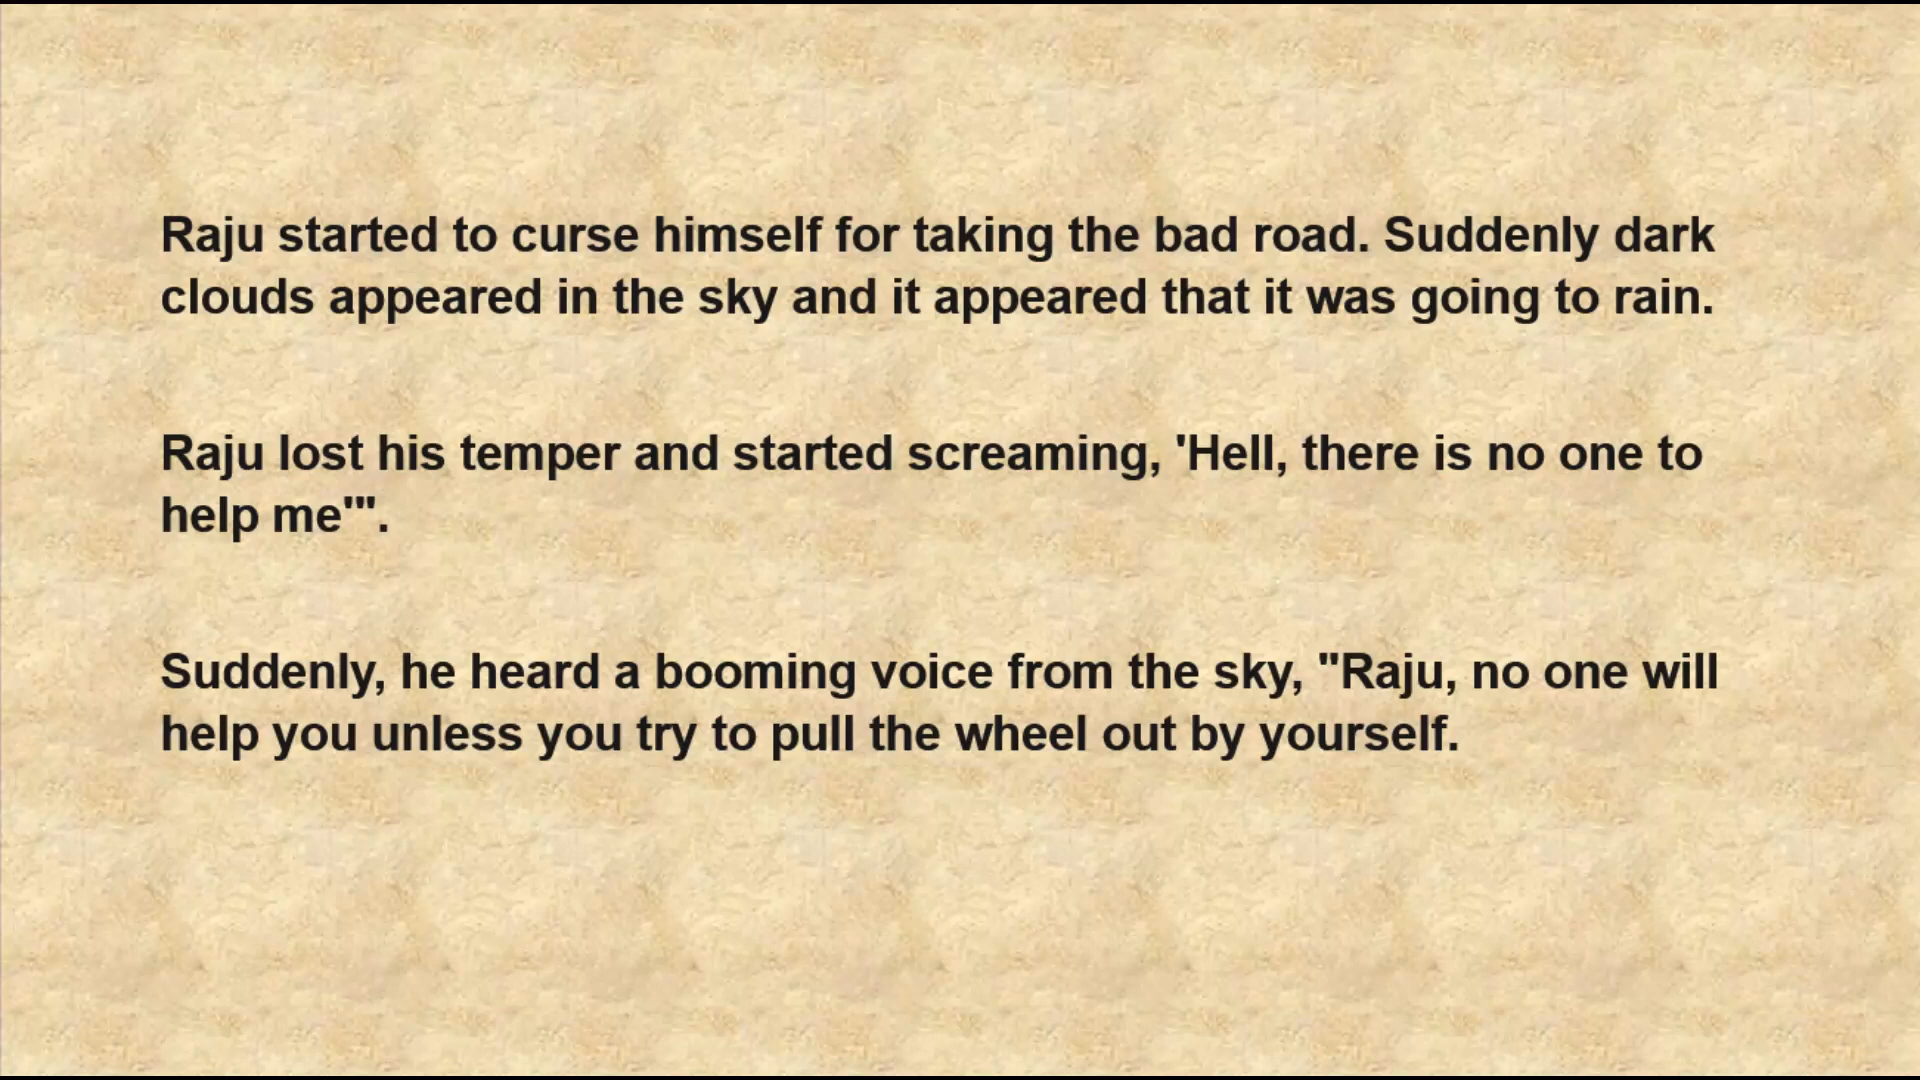 Raju started to curse himself for taking the bad road. Suddenly dark
clouds appeared in the sky and it appeared that it was going to rain.
Raju lost his temper and started screaming, 'Hell, there is no one to
help me'".
Suddenly, he heard a booming voice from the sky, "Raju, no one will
help you unless you try to pull the wheel out by yourself.